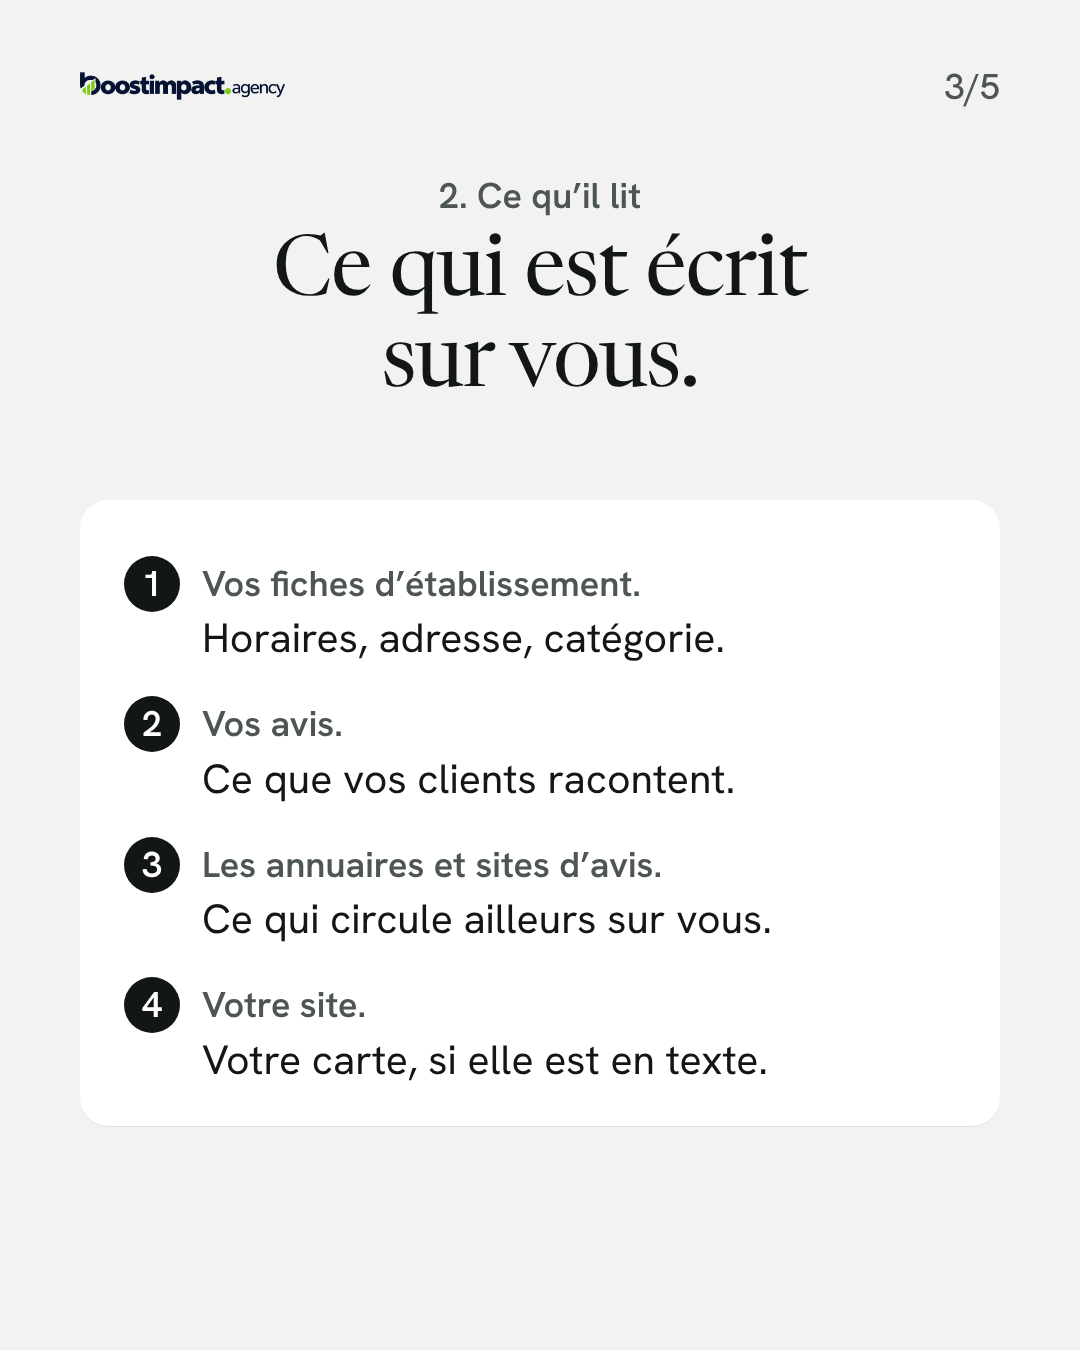 boostimpact.agency
3/5
2. Ce qu’il lit
Ce qui est écrit
sur vous.
1 Vos fiches d’établissement.
Horaires, adresse, catégorie.
2 Vos avis.
Ce que vos clients racontent.
3 Les annuaires et sites d’avis.
Ce qui circule ailleurs sur vous.
4 Votre site.
Votre carte, si elle est en texte.